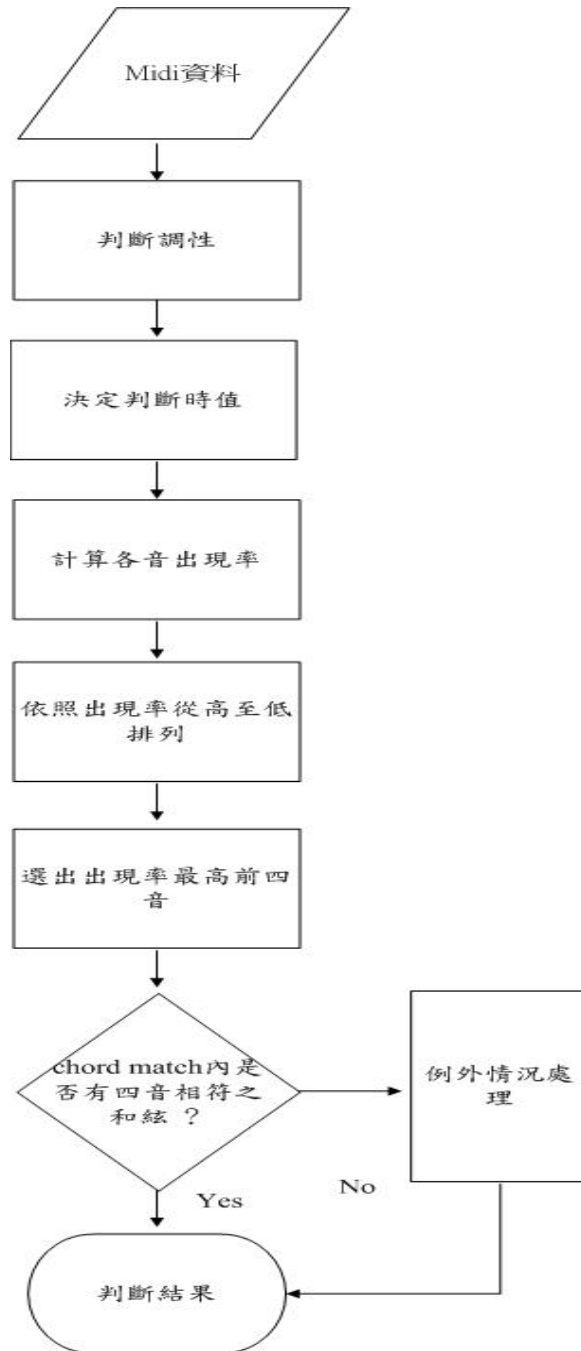 Midi資料
判斷調性
決定判斷時值
計算各音出現率
依照出現率從高至低
排列
選出出現率最高前四
音
chord match內是
否有四音相符之
和絃 ？
例外情況處
理
Yes
No
判斷結果